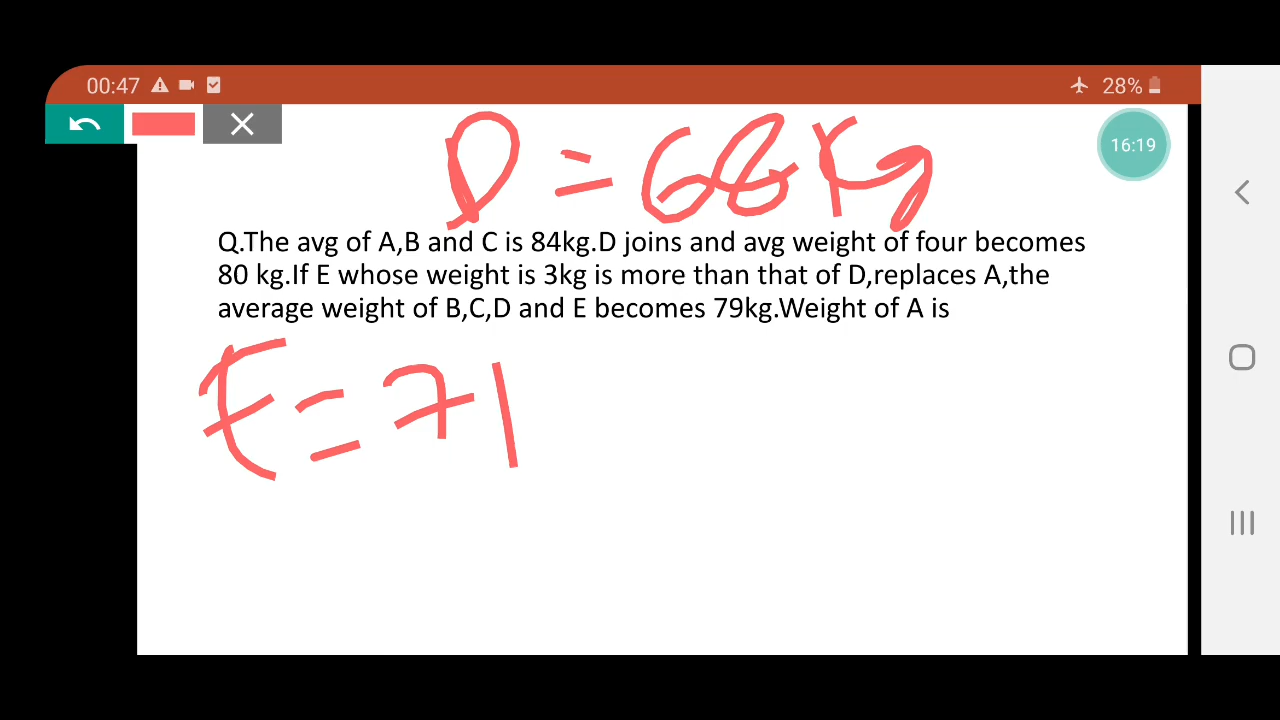 00:47 28%
16:19
D = 68 Kg
Q.The avg of A,B and C is 84kg.D joins and avg weight of four becomes
80 kg.If E whose weight is 3kg is more than that of D,replaces A,the
average weight of B,C,D and E becomes 79kg.Weight of A is
E = 71